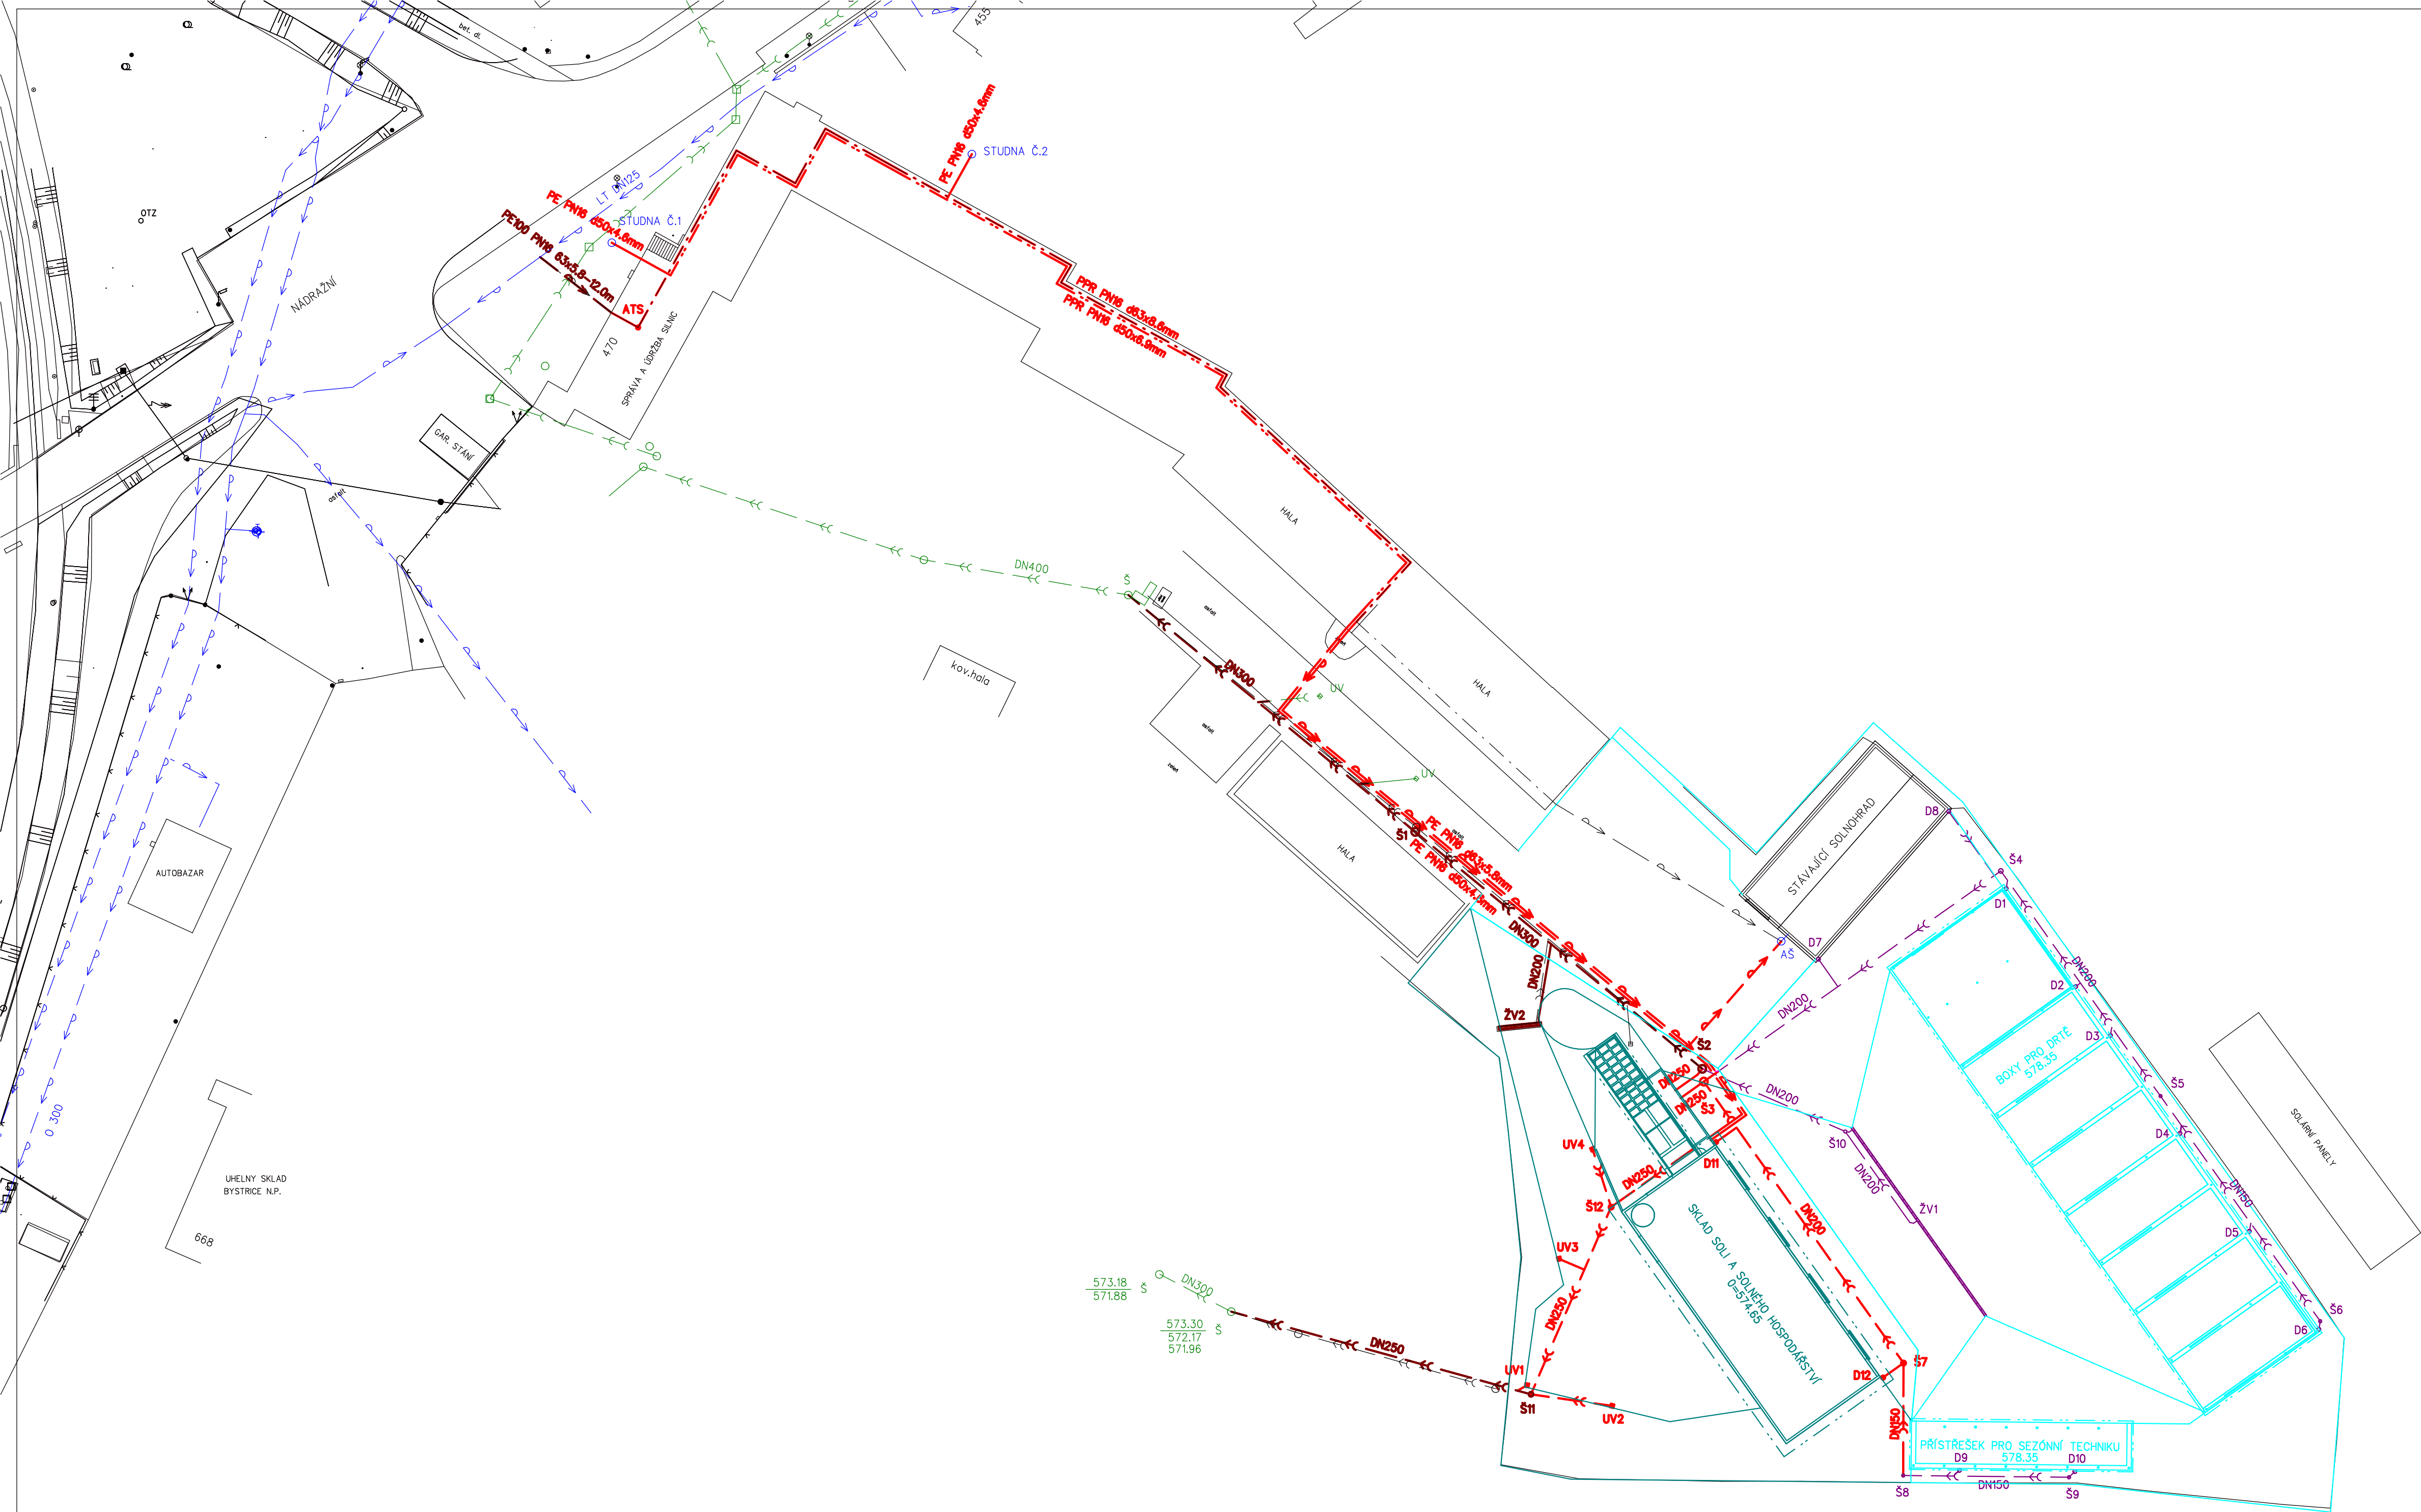 bet. dl.
455
OTZ
NÁDRAŽNÍ
LT DN125
STUDNA Č.2
PE PN16 d50x4.6mm
STUDNA Č.1
PE PN16 d50x4.6mm
PE100 PN16 63x5.8-12.0m
ATS
470
SPRÁVA A ÚDRŽBA SILNIC
PPR PN16 d63x8.6mm
PPR PN16 d50x6.9mm
GAR. STÁNÍ
asfalt
DN400
Š
HALA
asfalt
HALA
kov.hala
DN300
UV
asfalt
UV
HALA
Š1
asfalt
PE PN16 d63x5.8mm
PE PN16 d50x4.6mm
DN300
AUTOBAZAR
STÁVAJÍCÍ SOLNOHRAD
D8
Š4
D1
D7
AŠ
DN200
DN200
DN200
D2
D3
BOXY PRO DRTĚ
578.35
ŽV2
Š2
DN250
DN250
Š3
DN200
Š10
DN200
Š5
D4
SOLÁRNÍ PANELY
0 300
UHELNY SKLAD
BYSTRICE N.P.
668
UV4
D11
DN250
Š12
DN200
ŽV1
DN150
D5
SKLAD SOLI A SOLNÉHO HOSPODÁŘSTVÍ
0=574.65
UV3
573.18
571.88
Š
DN300
573.30
572.17
571.96
Š
DN250
DN250
Š6
D6
UV1
Š11
UV2
D12
Š7
DN150
PŘÍSTŘEŠEK PRO SEZÓNNÍ TECHNIKU
578.35
D9
D10
DN150
Š8
Š9